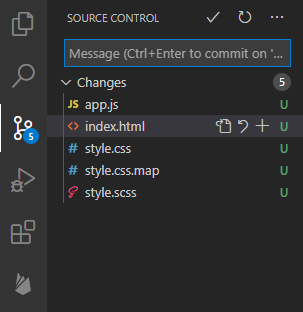 SOURCE CONTROL
Message (Ctrl+Enter to commit on '...
Changes 5
JS app.js U
<> index.html U
# style.css U
# style.css.map U
style.scss U
5